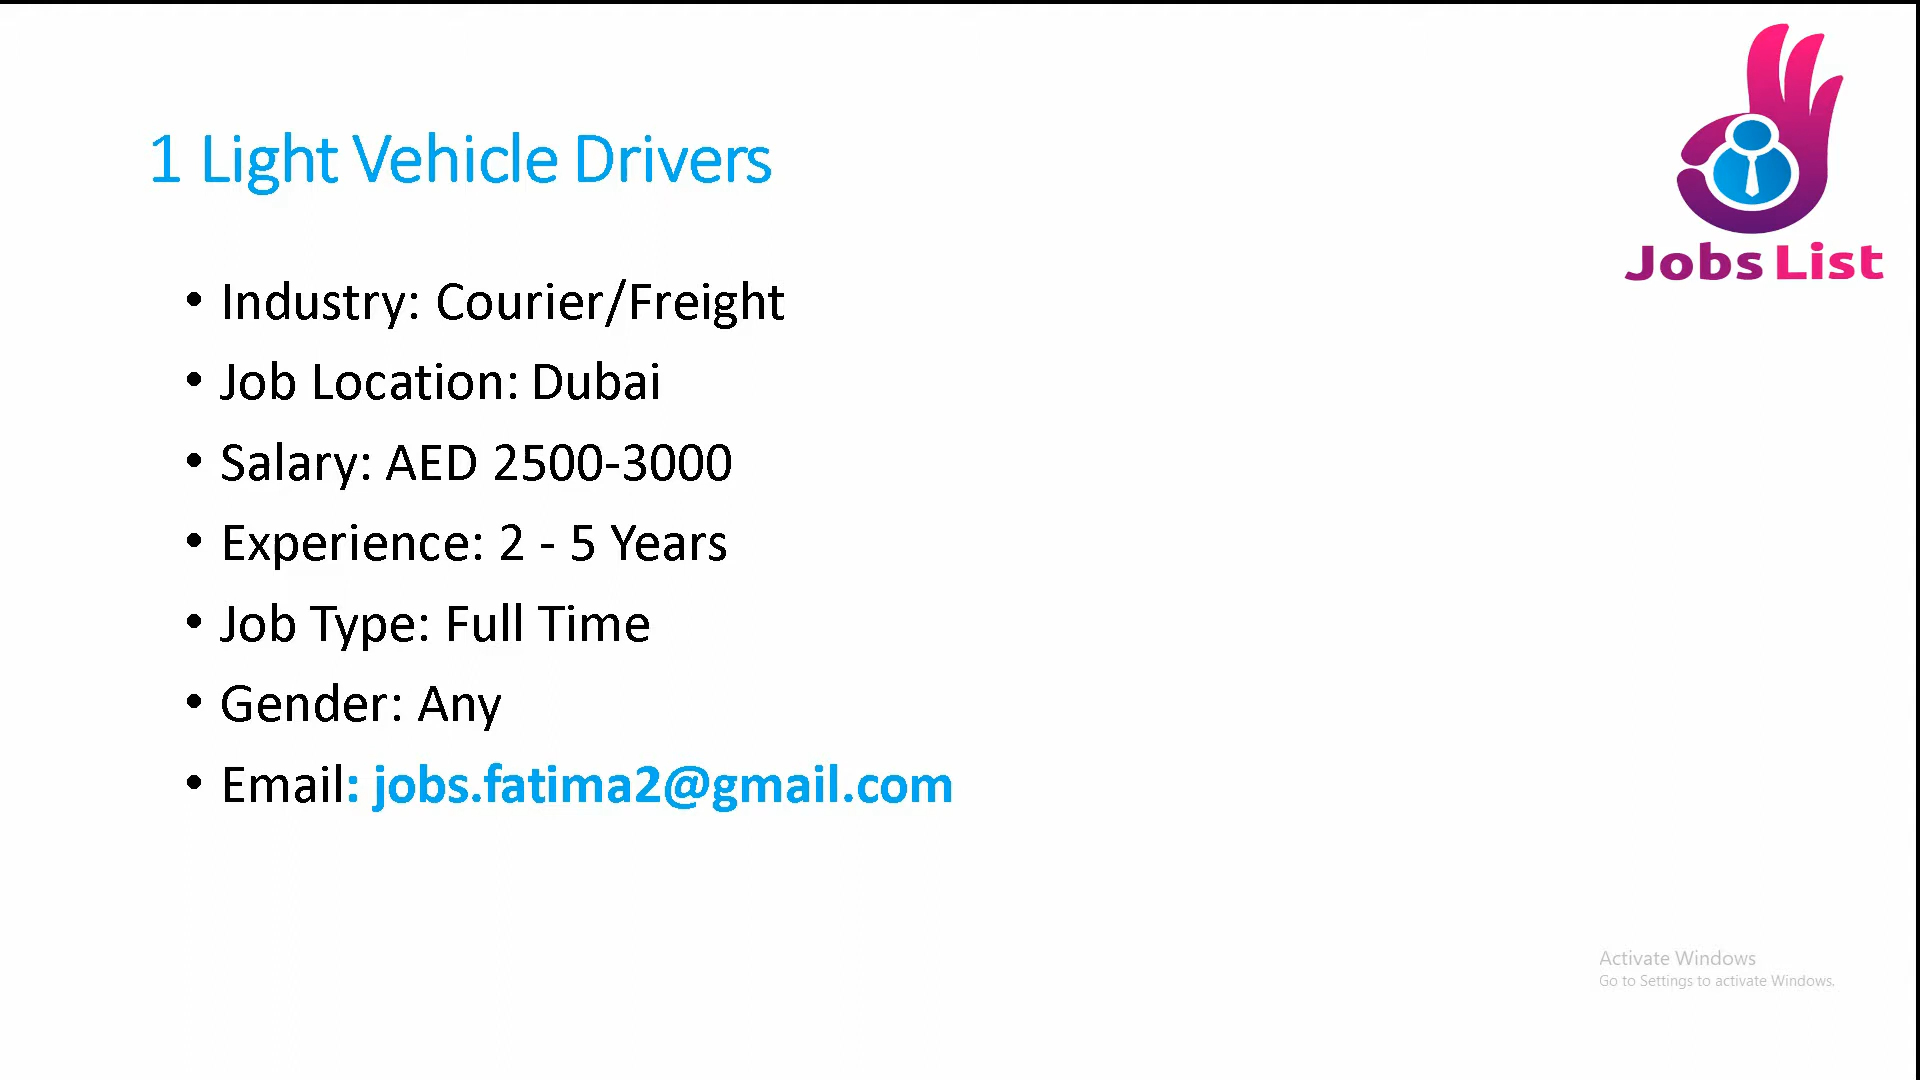 1 Light Vehicle Drivers
Jobs List
• Industry: Courier/Freight
• Job Location: Dubai
• Salary: AED 2500-3000
• Experience: 2 - 5 Years
• Job Type: Full Time
• Gender: Any
• Email: jobs.fatima2@gmail.com
Activate Windows
Go to Settings to activate Windows.